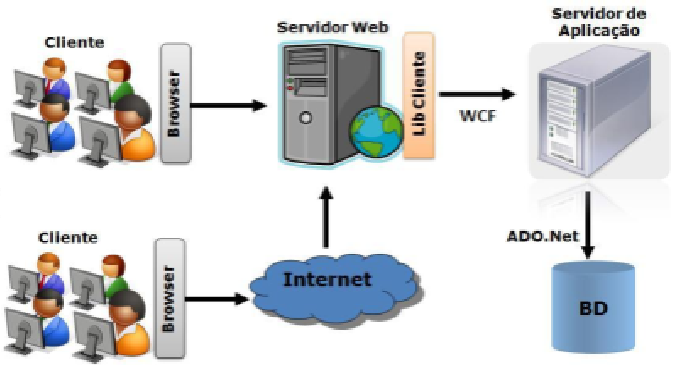 Cliente
Browser
Servidor Web
Lib Cliente
WCF
Servidor de
Aplicação
ADO.Net
BD
Cliente
Browser
Internet